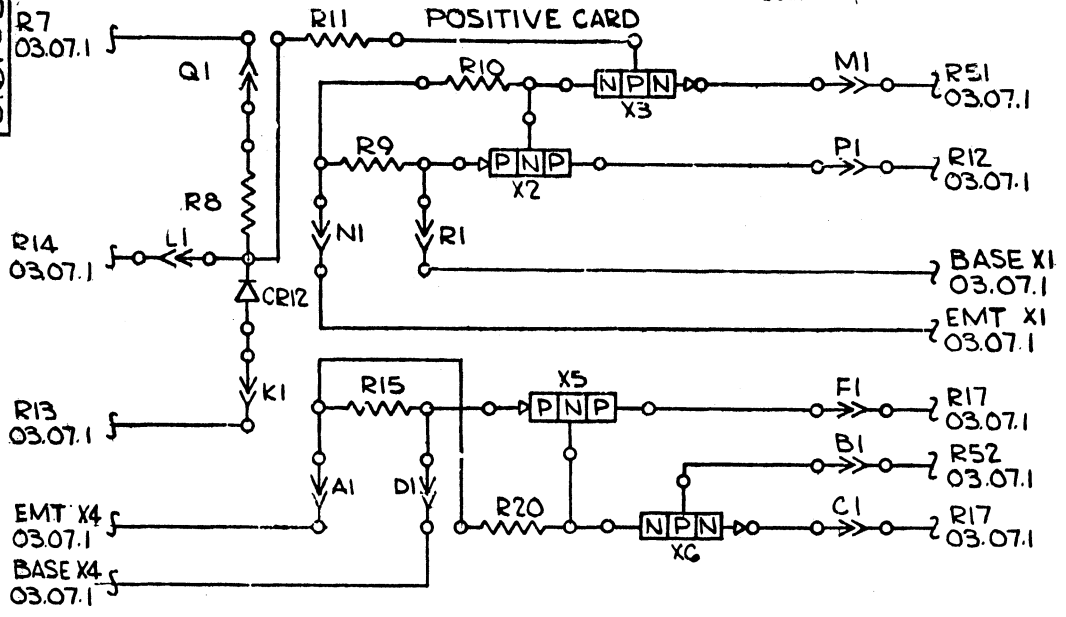 R7
03.07.1
R11
POSITIVE CARD
Q1
R10
N P N
X3
M1
R51
03.07.1
R9
P N P
X2
P1
R12
03.07.1
R8
R14
03.07.1
L1
N1
R1
BASE X1
03.07.1
CR12
EMT X1
03.07.1
K1
R13
03.07.1
R15
X5
P N P
F1
R17
03.07.1
B1
R52
03.07.1
A1
D1
R20
N P N
X6
C1
R17
03.07.1
EMT X4
03.07.1
BASE X4
03.07.1